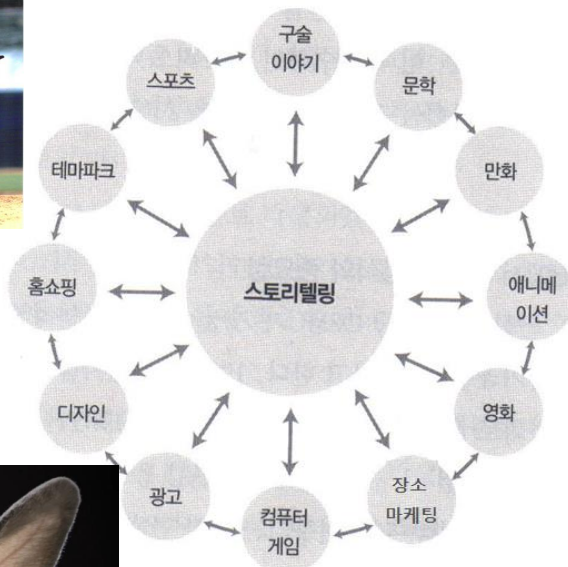 구술
이야기
문학
만화
애니메
이션
영화
장소
마케팅
컴퓨터
게임
광고
디자인
홈쇼핑
테마파크
스포츠
스토리텔링